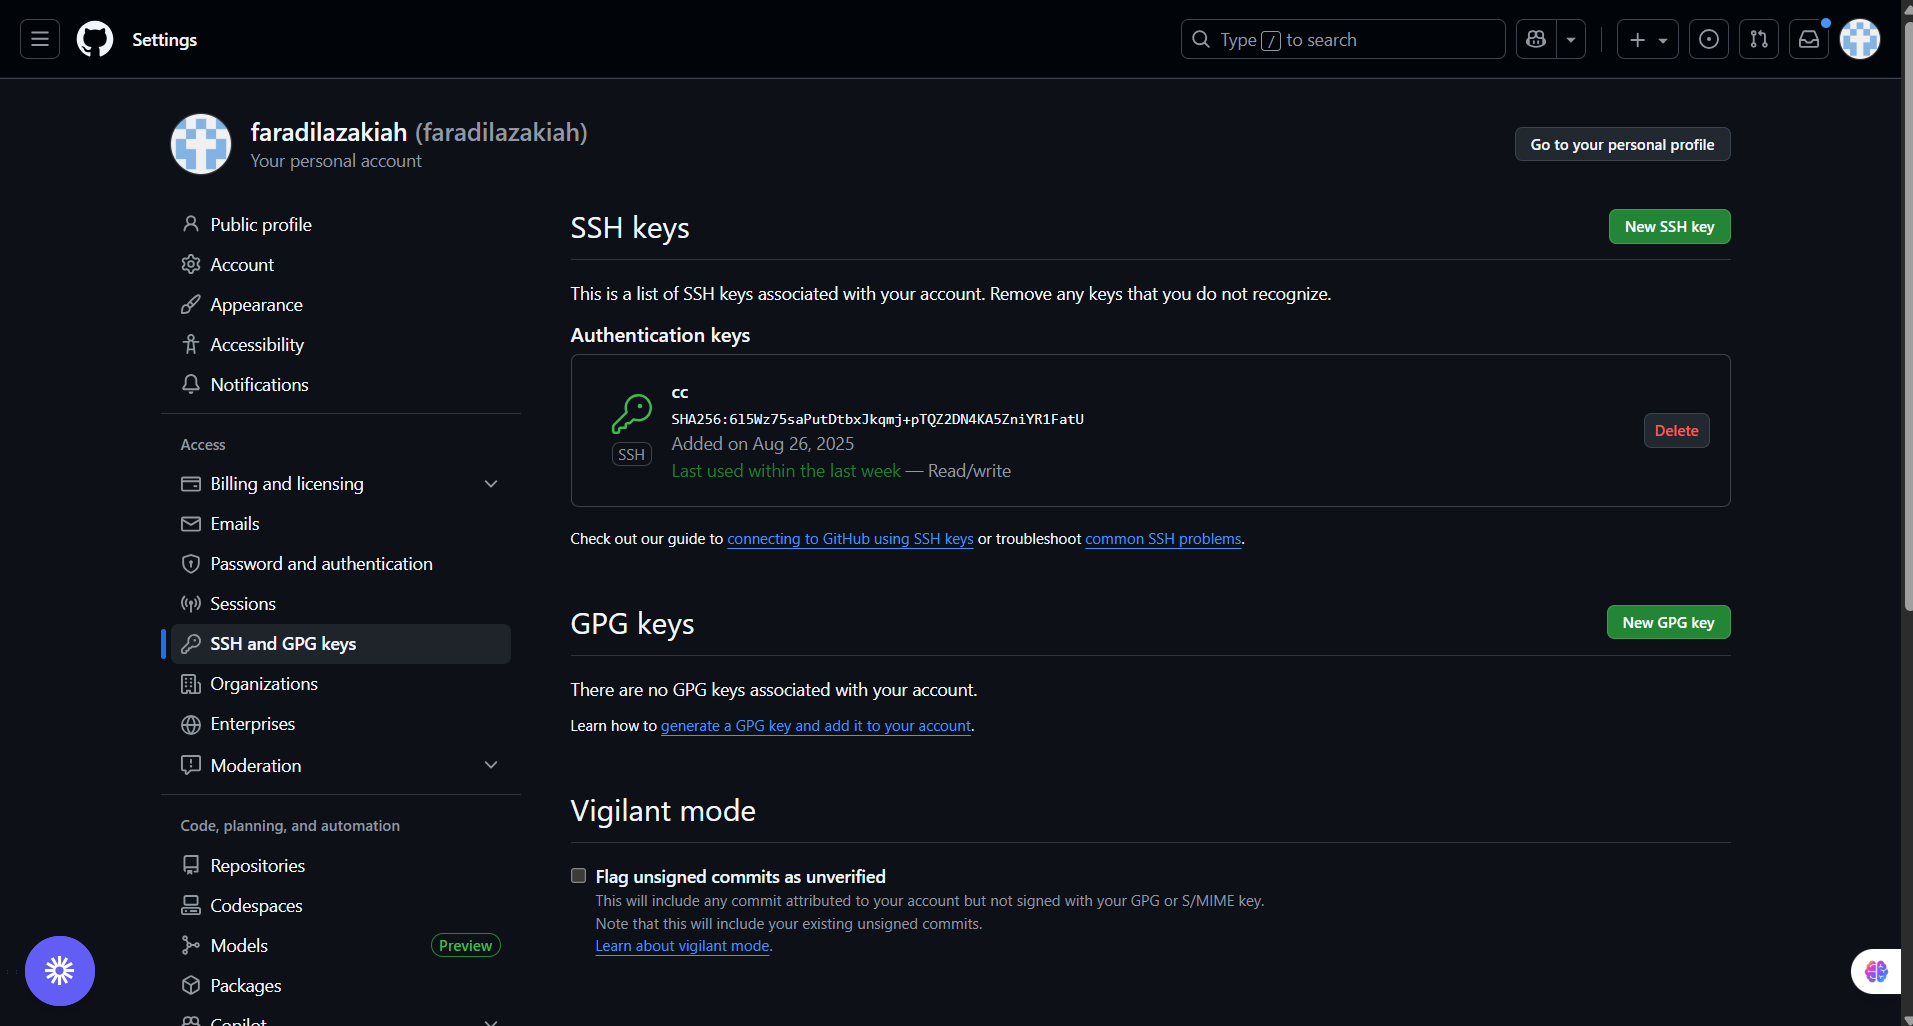 Settings
Type / to search
faradilazakiah (faradilazakiah)
Your personal account
Go to your personal profile
Public profile
Account
Appearance
Accessibility
Notifications
Access
Billing and licensing
Emails
Password and authentication
Sessions
SSH and GPG keys
Organizations
Enterprises
Moderation
Code, planning, and automation
Repositories
Codespaces
Models
Preview
Packages
Copilot
SSH keys
New SSH key
This is a list of SSH keys associated with your account. Remove any keys that you do not recognize.
Authentication keys
cc
SHA256:6l5Wz75saPutDtbxJkqmj+pTQZ2DN4KA5ZniYR1FatU
Added on Aug 26, 2025
Last used within the last week — Read/write
SSH
Delete
Check out our guide to connecting to GitHub using SSH keys or troubleshoot common SSH problems.
GPG keys
New GPG key
There are no GPG keys associated with your account.
Learn how to generate a GPG key and add it to your account.
Vigilant mode
Flag unsigned commits as unverified
This will include any commit attributed to your account but not signed with your GPG or S/MIME key.
Note that this will include your existing unsigned commits.
Learn about vigilant mode.